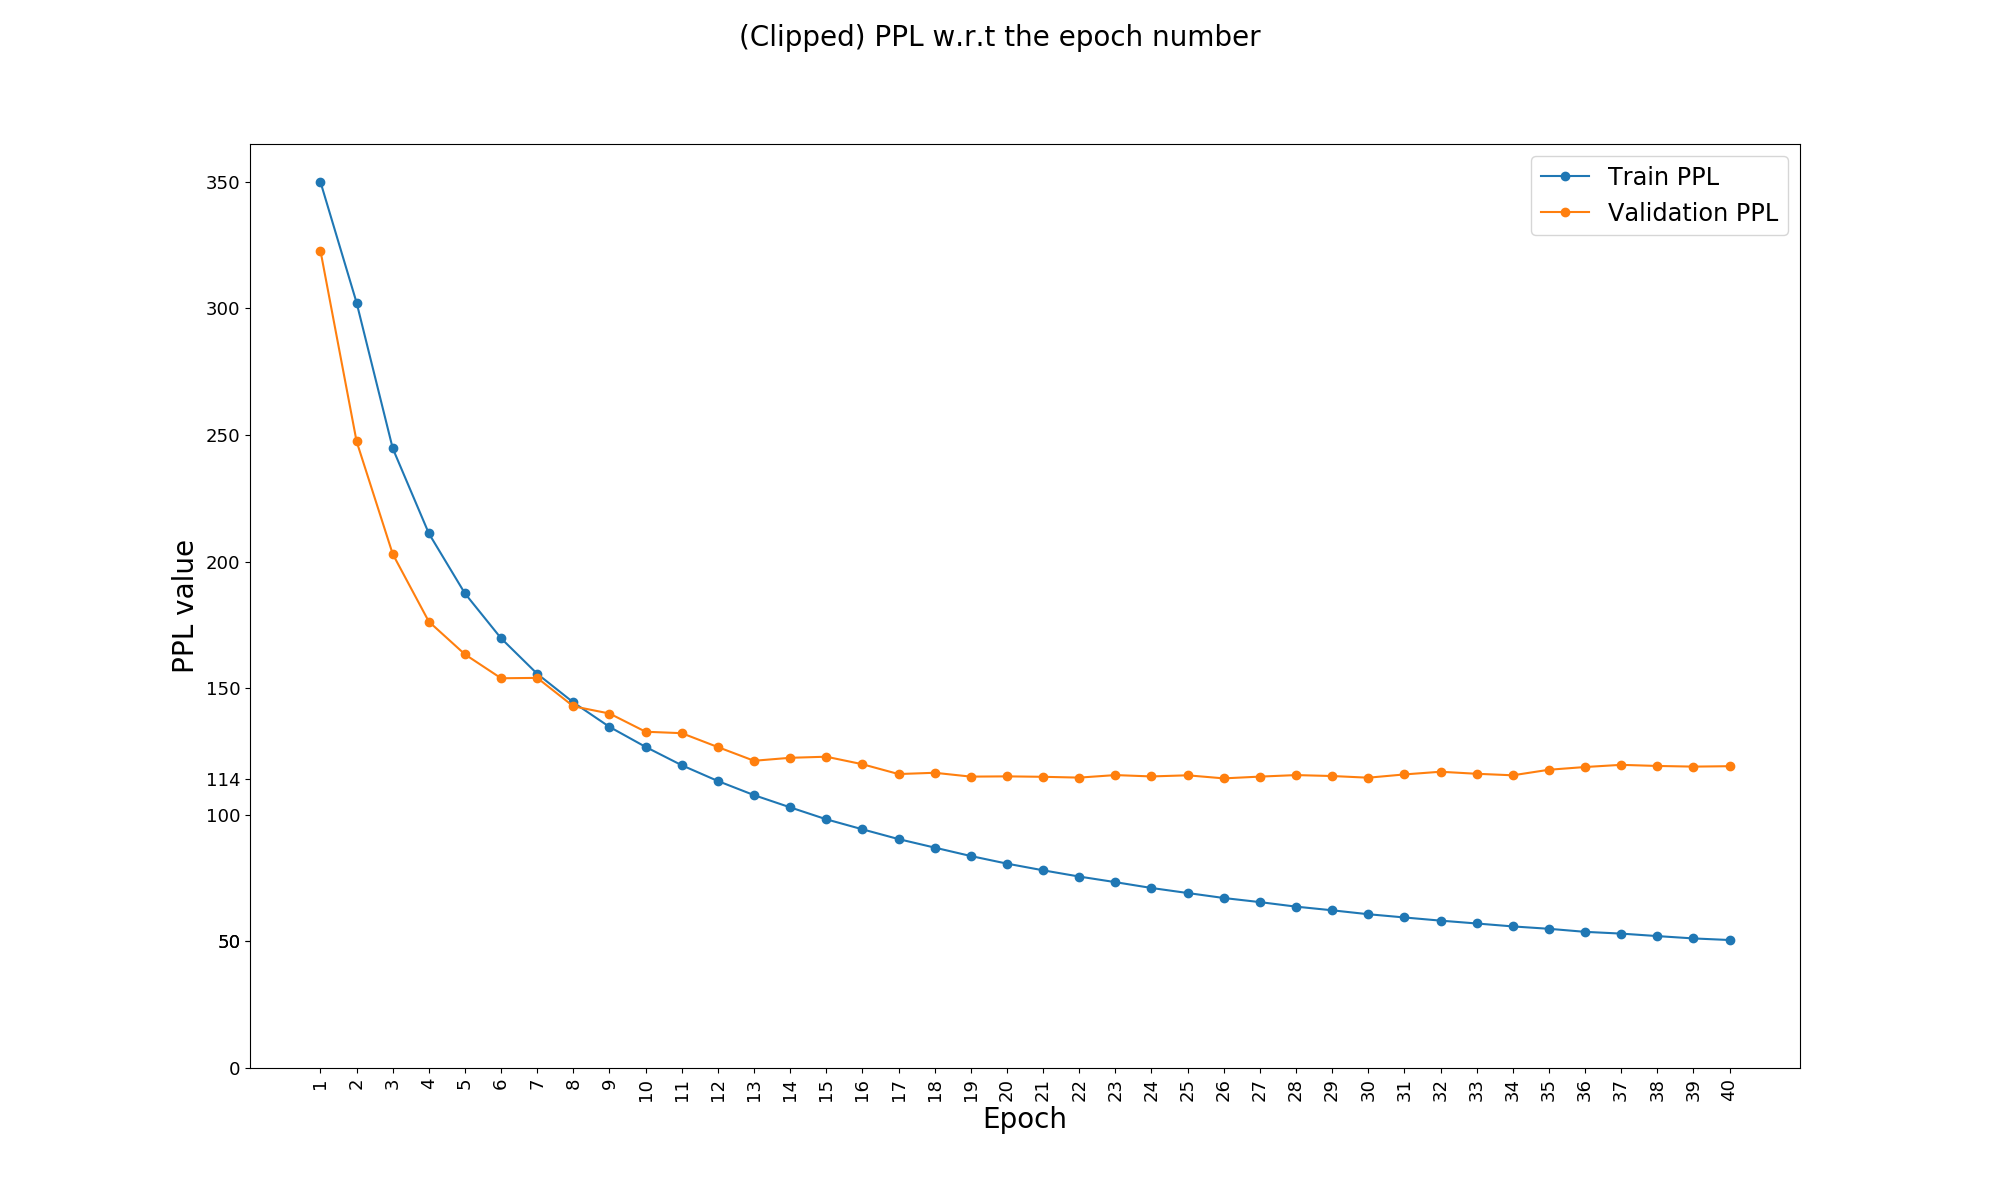 (Clipped) PPL w.r.t the epoch number
Train PPL
Validation PPL
PPL value
350
300
250
200
150
114
100
50
0
1 2 3 4 5 6 7 8 9 10 11 12 13 14 15 16 17 18 19 20 21 22 23 24 25 26 27 28 29 30 31 32 33 34 35 36 37 38 39 40
Epoch